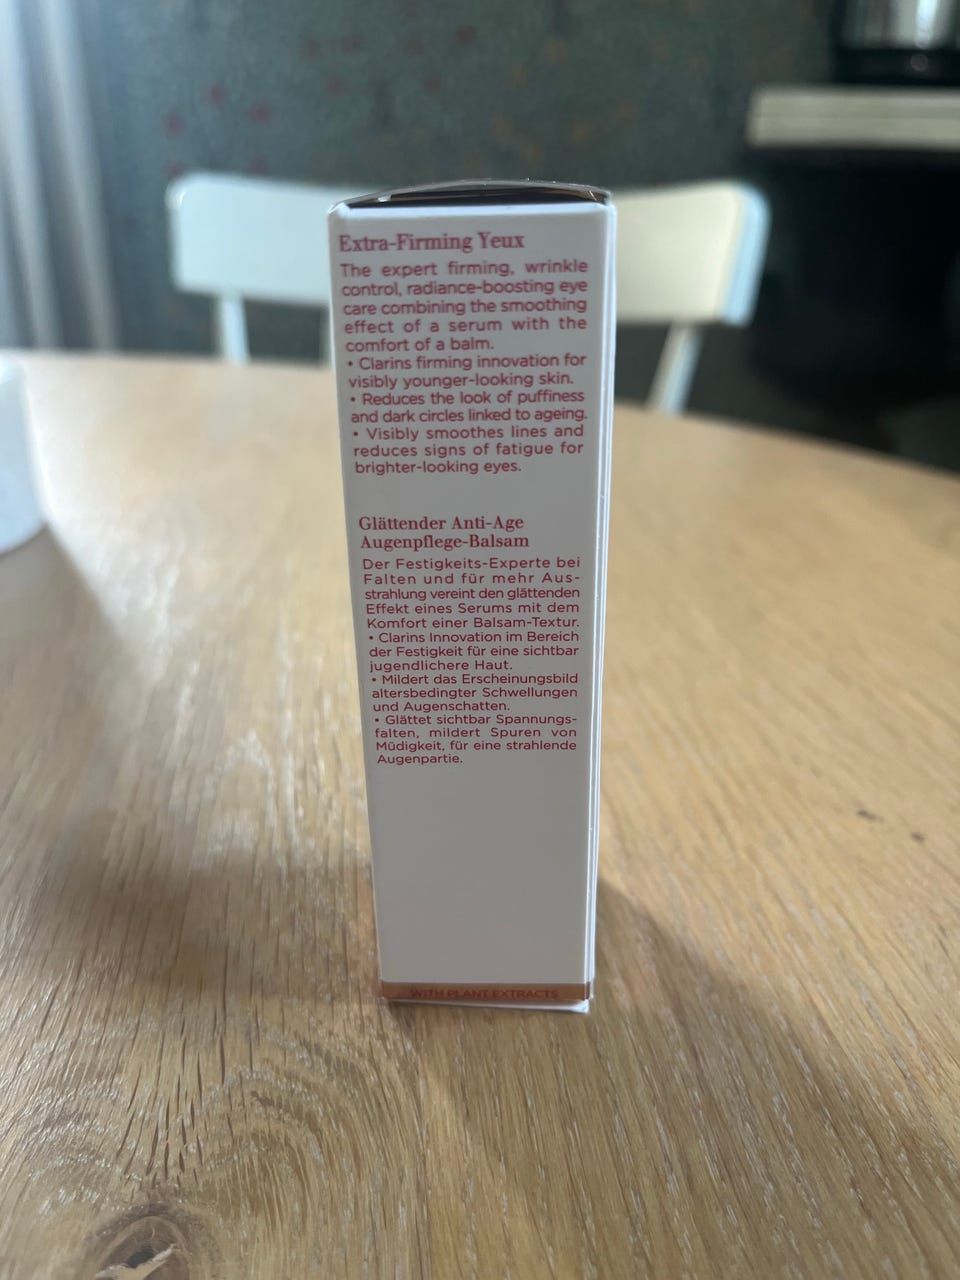 Extra-Firming Yeux
The expert firming, wrinkle
control, radiance-boosting eye
care combining the smoothing
effect of a serum with the
comfort of a balm.
• Clarins firming innovation for
visibly younger-looking skin.
• Reduces the look of puffiness
and dark circles linked to ageing.
• Visibly smoothes lines and
reduces signs of fatigue for
brighter-looking eyes.
Glättender Anti-Age
Augenpflege-Balsam
Der Festigkeits-Experte bei
Falten und für mehr Aus-
strahlung vereint den glättenden
Effekt eines Serums mit dem
Komfort einer Balsam-Textur.
• Clarins Innovation im Bereich
der Festigkeit für eine sichtbar
jugendlichere Haut.
• Mildert das Erscheinungsbild
altersbedingter Schwellungen
und Augenschatten.
• Glättet sichtbar Spannungs-
falten, mildert Spuren von
Müdigkeit, für eine strahlende
Augenpartie.
WITH PLANT EXTRACTS